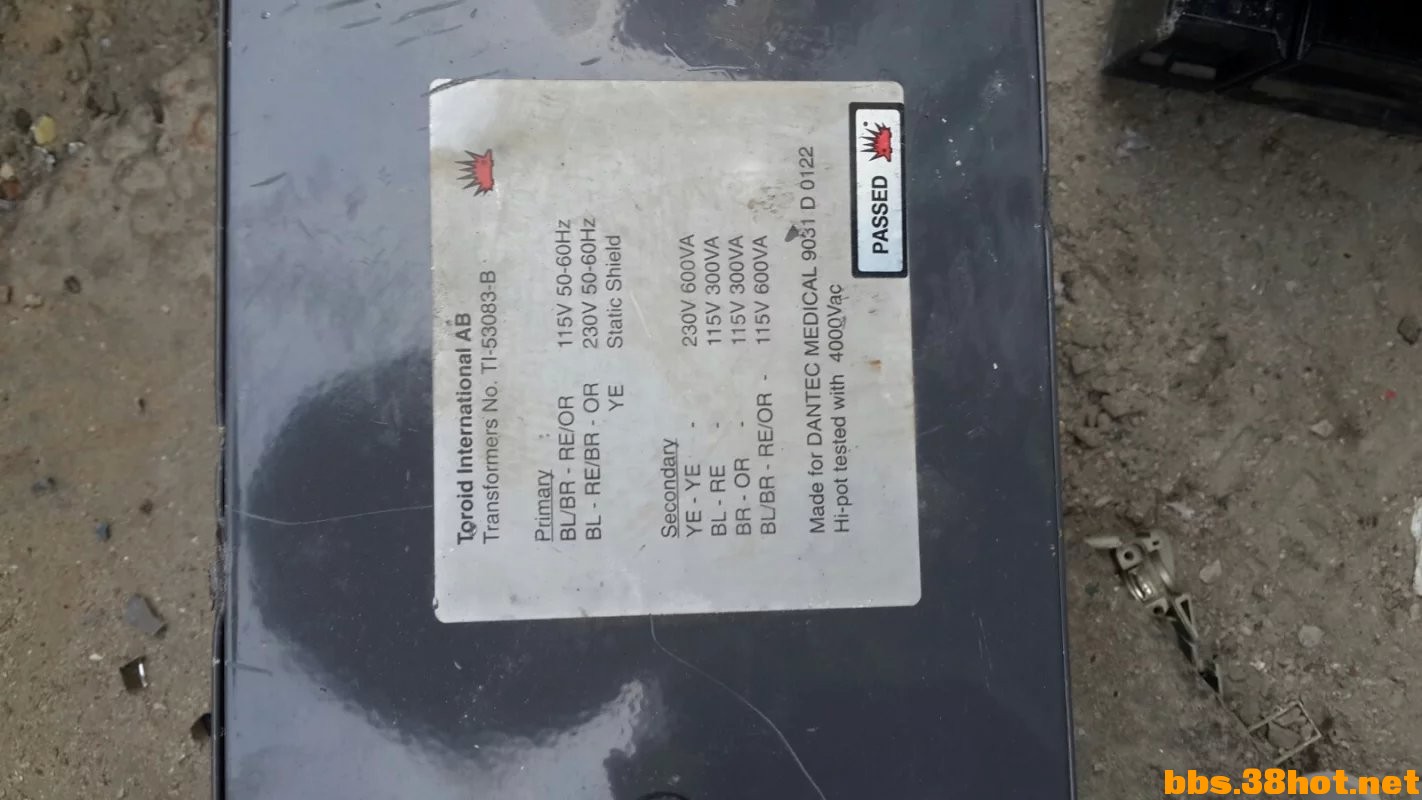 Toroid International AB
Transformers No. TI-53083-B
Primary
BL/BR - RE/OR 115V 50-60Hz
BL - RE/BR - OR 230V 50-60Hz
YE Static Shield
Secondary
YE - YE - 230V 600VA
BL - RE - 115V 300VA
BR - OR - 115V 300VA
BL/BR - RE/OR - 115V 600VA
Made for DANTEC MEDICAL 9031 D 0122
Hi-pot tested with 4000Vac
PASSED
bbs.38hot.net